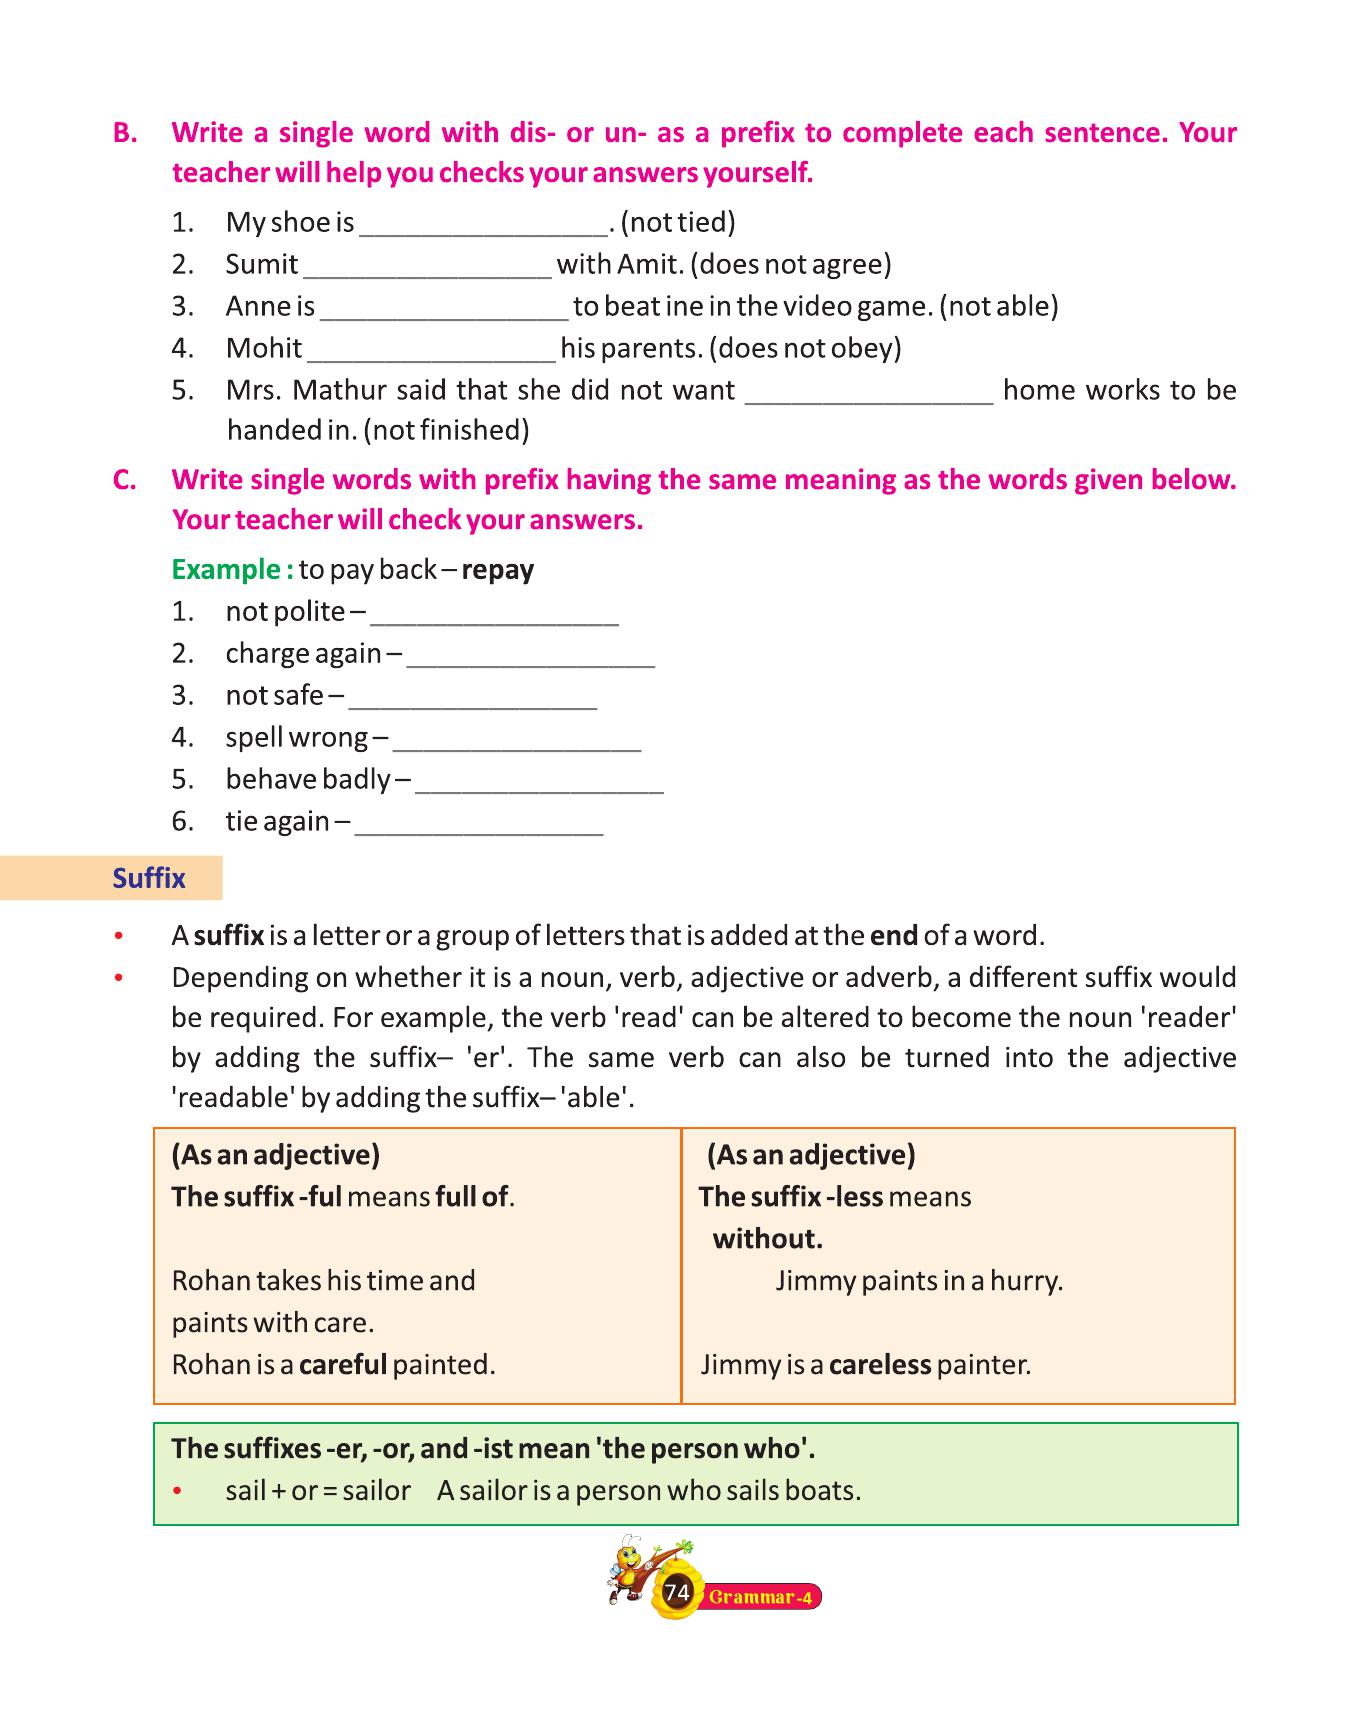 B. Write a single word with dis- or un- as a prefix to complete each sentence. Your
teacher will help you checks your answers yourself.
1. My shoe is _________________. (not tied)
2. Sumit _________________ with Amit. (does not agree)
3. Anne is _________________ to beat ine in the video game. (not able)
4. Mohit _________________ his parents. (does not obey)
5. Mrs. Mathur said that she did not want _________________ home works to be
handed in. (not finished)
C. Write single words with prefix having the same meaning as the words given below.
Your teacher will check your answers.
Example : to pay back – repay
1. not polite – _________________
2. charge again – _________________
3. not safe – _________________
4. spell wrong – _________________
5. behave badly – _________________
6. tie again – _________________
Suffix
• A suffix is a letter or a group of letters that is added at the end of a word.
• Depending on whether it is a noun, verb, adjective or adverb, a different suffix would
be required. For example, the verb 'read' can be altered to become the noun 'reader'
by adding the suffix– 'er'. The same verb can also be turned into the adjective
'readable' by adding the suffix– 'able'.
(As an adjective)
The suffix -ful means full of.
Rohan takes his time and
paints with care.
Rohan is a careful painted.
(As an adjective)
The suffix -less means
without.
Jimmy paints in a hurry.
Jimmy is a careless painter.
The suffixes -er, -or, and -ist mean 'the person who'.
• sail + or = sailor A sailor is a person who sails boats.
74 Grammar-4